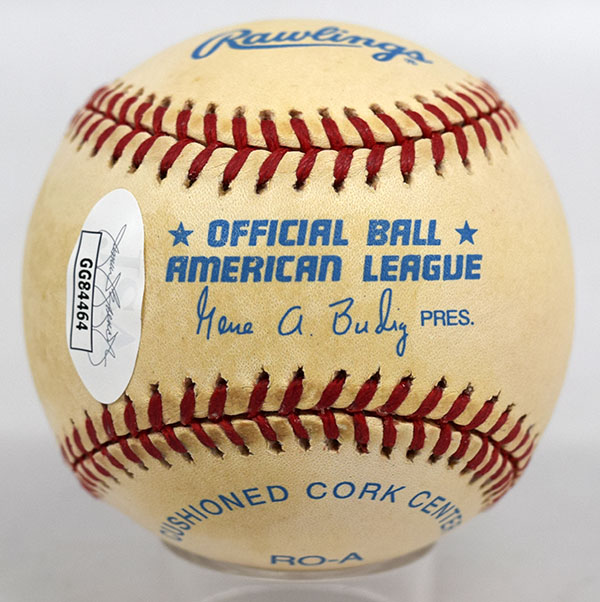 Rawlings
★ OFFICIAL BALL ★
AMERICAN LEAGUE
Gene A. Budig PRES.
GG84464
CUSHIONED CORK CENTER
RO-A